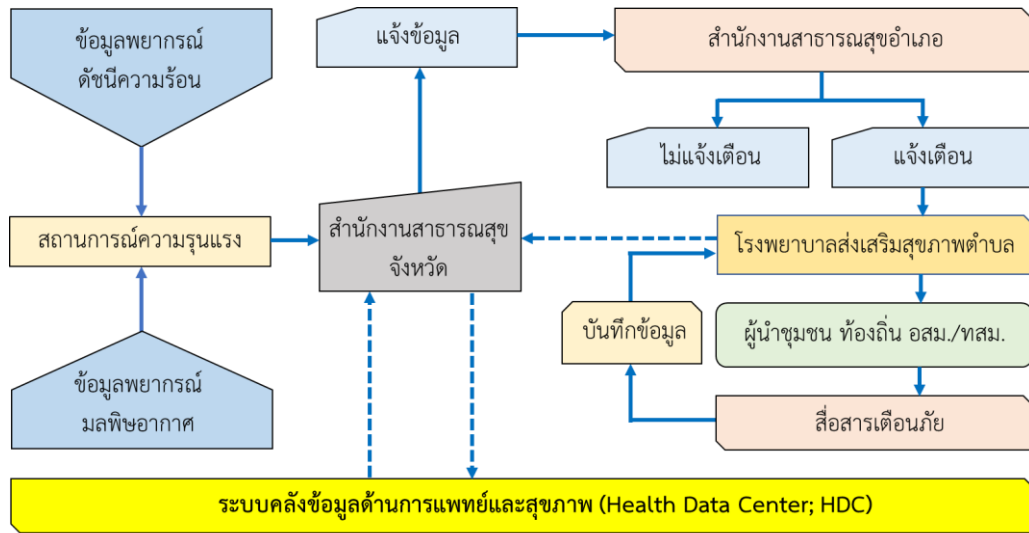 ข้อมูลพยากรณ์
ดัชนีความร้อน
แจ้งข้อมูล
สำนักงานสาธารณสุขอำเภอ
ไม่แจ้งเตือน
แจ้งเตือน
สถานการณ์ความรุนแรง
สำนักงานสาธารณสุข
จังหวัด
โรงพยาบาลส่งเสริมสุขภาพตำบล
บันทึกข้อมูล
ผู้นำชุมชน ท้องถิ่น อสม./ทสม.
ข้อมูลพยากรณ์
มลพิษอากาศ
สื่อสารเตือนภัย
ระบบคลังข้อมูลด้านการแพทย์และสุขภาพ (Health Data Center; HDC)